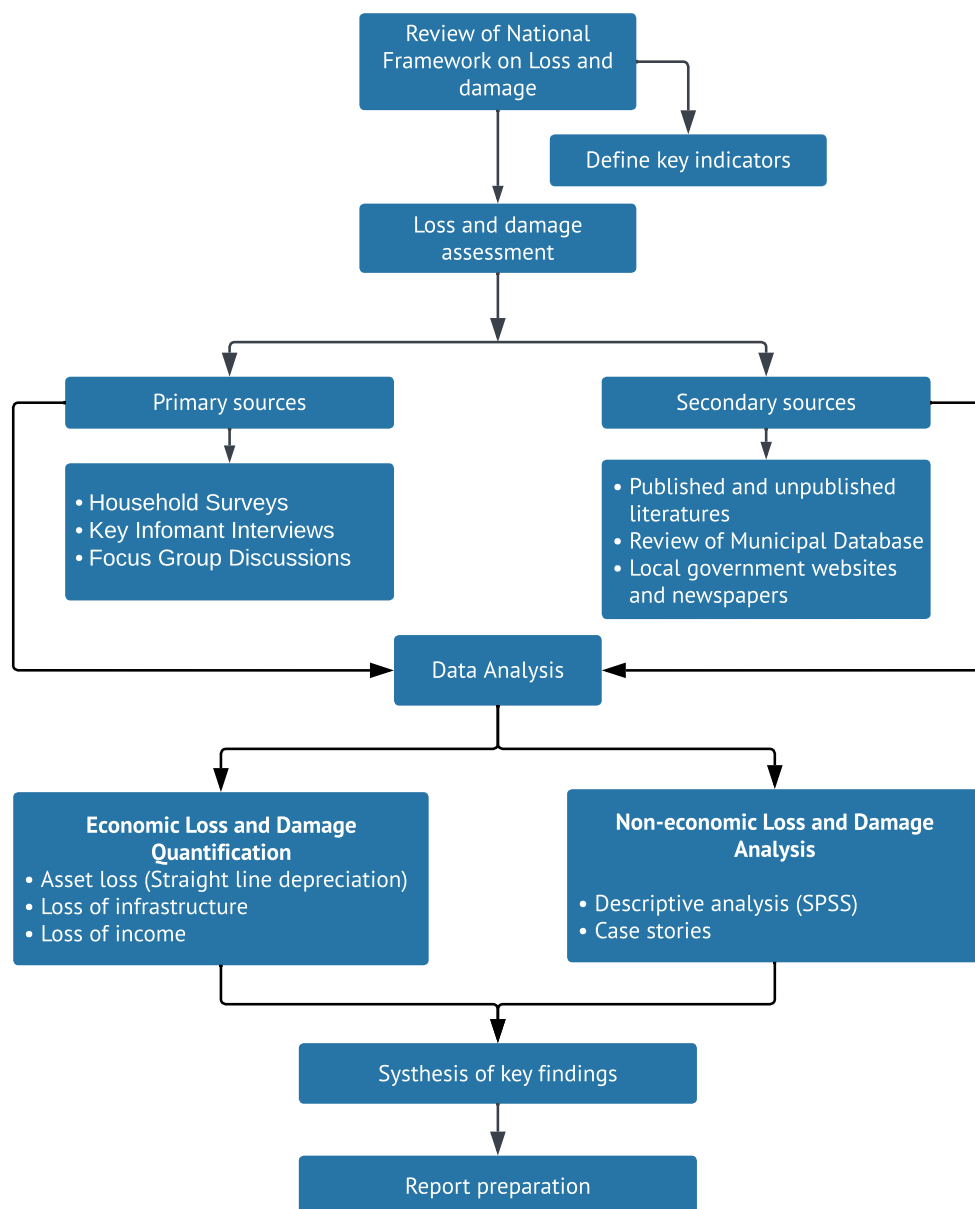 Review of National
Framework on Loss and
damage
Define key indicators
Loss and damage
assessment
Primary sources
Secondary sources
• Household Surveys
• Key Infomant Interviews
• Focus Group Discussions
• Published and unpublished
literatures
• Review of Municipal Database
• Local government websites
and newspapers
Data Analysis
Economic Loss and Damage
Quantification
• Asset loss (Straight line depreciation)
• Loss of infrastructure
• Loss of income
Non-economic Loss and Damage
Analysis
• Descriptive analysis (SPSS)
• Case stories
Systhesis of key findings
Report preparation